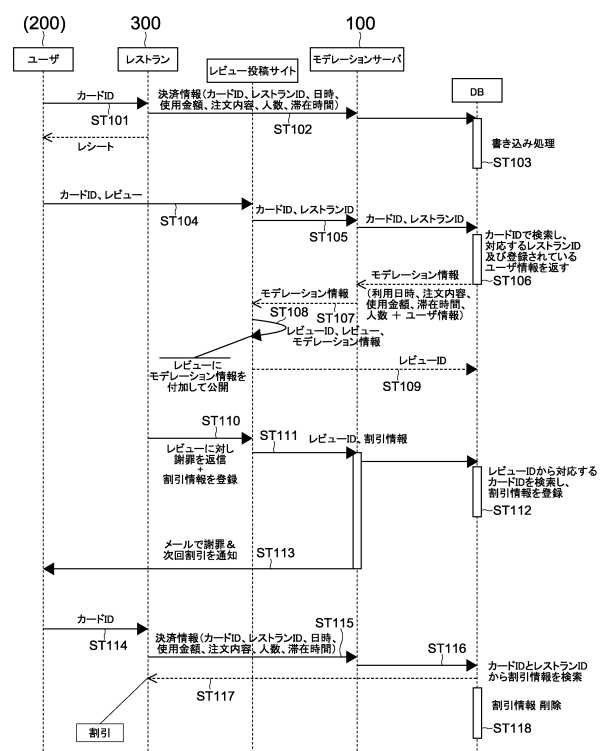 (200)
300
100
ユーザ
レストラン
レビュー投稿サイト
モデレーションサーバ
DB
カードID
ST101
決済情報(カードID、レストランID、日時、
使用金額、注文内容、人数、滞在時間)
ST102
レシート
書き込み処理
ST103
カードID、レビュー
ST104
カードID、レストランID
ST105
カードID、レストランID
カードIDで検索し、
対応するレストランID
及び登録されている
ユーザ情報を返す
ST106
モデレーション情報
(利用日時、注文内容、
使用金額、滞在時間、
人数 + ユーザ情報)
モデレーション情報
ST107
ST108
レビューID、レビュー、
モデレーション情報
レビューに
モデレーション情報を
付加して公開
レビューID
ST109
ST110
レビューに対し
謝罪を返信
+
割引情報を登録
ST111
レビューID、割引情報
レビューIDから対応する
カードIDを検索し、
割引情報を登録
ST112
メールで謝罪&
次回割引を通知
ST113
カードID
ST114
ST115
決済情報(カードID、レストランID、日時、
使用金額、注文内容、人数、滞在時間)
ST116
カードIDとレストランID
から割引情報を検索
ST117
割引
割引情報 削除
ST118